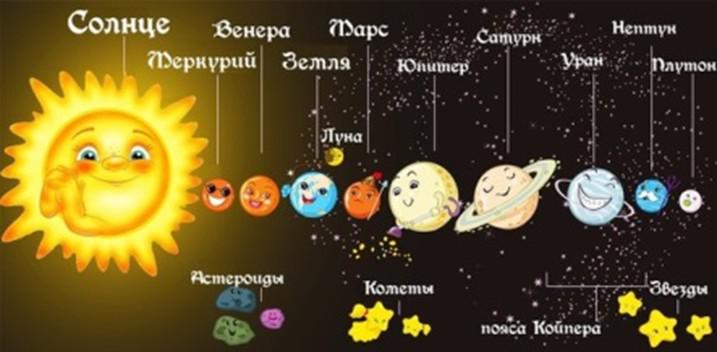 Солнце
Меркурий
Венера
Земля
Луна
Марс
Юпитер
Сатурн
Уран
Нептун
Плутон
Астероиды
Кометы
пояса Койпера
Звезды